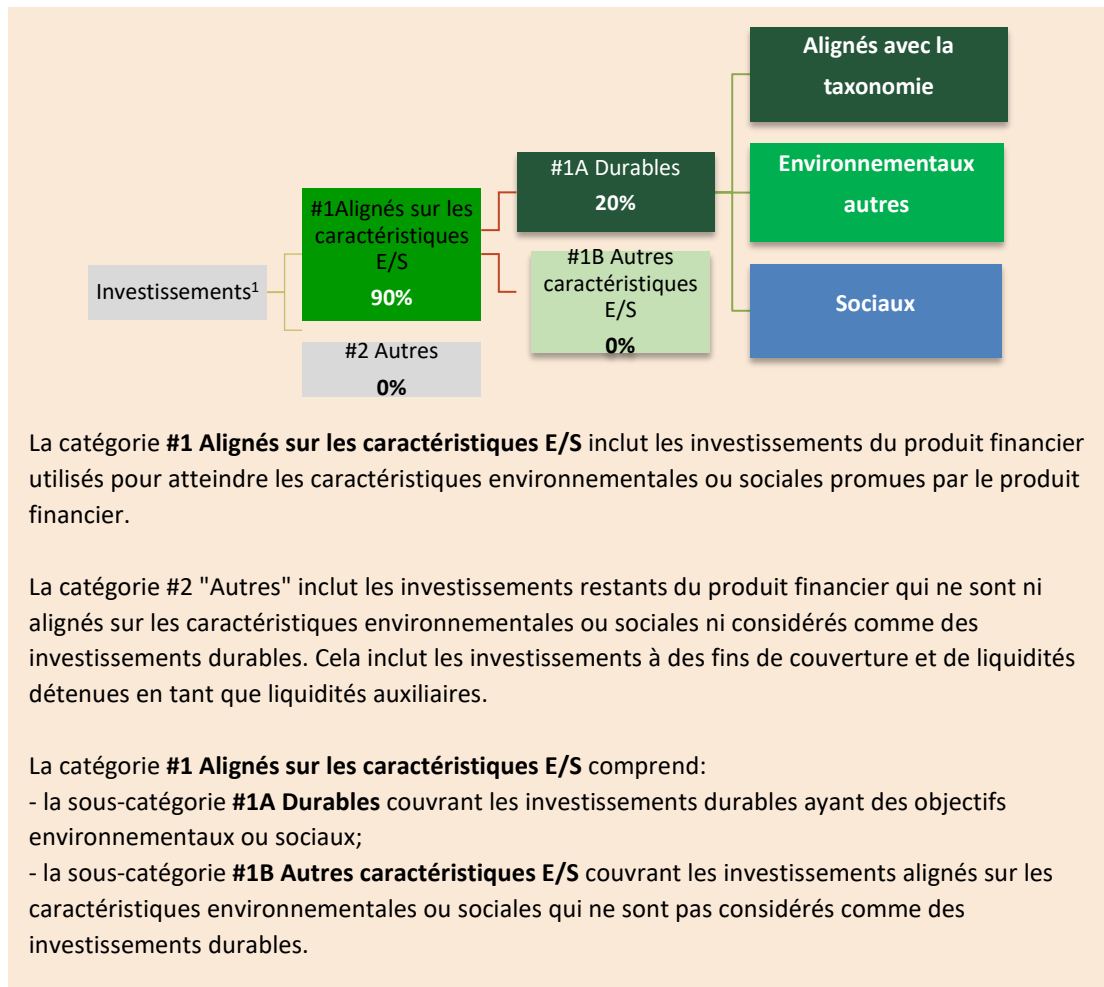 Investissements1
#1Alignés sur les
caractéristiques
E/S
90%
#2 Autres
0%
#1A Durables
20%
#1B Autres
caractéristiques
E/S
0%
Alignés avec la
taxonomie
Environnementaux
autres
Sociaux
La catégorie #1 Alignés sur les caractéristiques E/S inclut les investissements du produit financier
utilisés pour atteindre les caractéristiques environnementales ou sociales promues par le produit
financier.
La catégorie #2 "Autres" inclut les investissements restants du produit financier qui ne sont ni
alignés sur les caractéristiques environnementales ou sociales ni considérés comme des
investissements durables. Cela inclut les investissements à des fins de couverture et de liquidités
détenues en tant que liquidités auxiliaires.
La catégorie #1 Alignés sur les caractéristiques E/S comprend:
- la sous-catégorie #1A Durables couvrant les investissements durables ayant des objectifs
environnementaux ou sociaux;
- la sous-catégorie #1B Autres caractéristiques E/S couvrant les investissements alignés sur les
caractéristiques environnementales ou sociales qui ne sont pas considérés comme des
investissements durables.